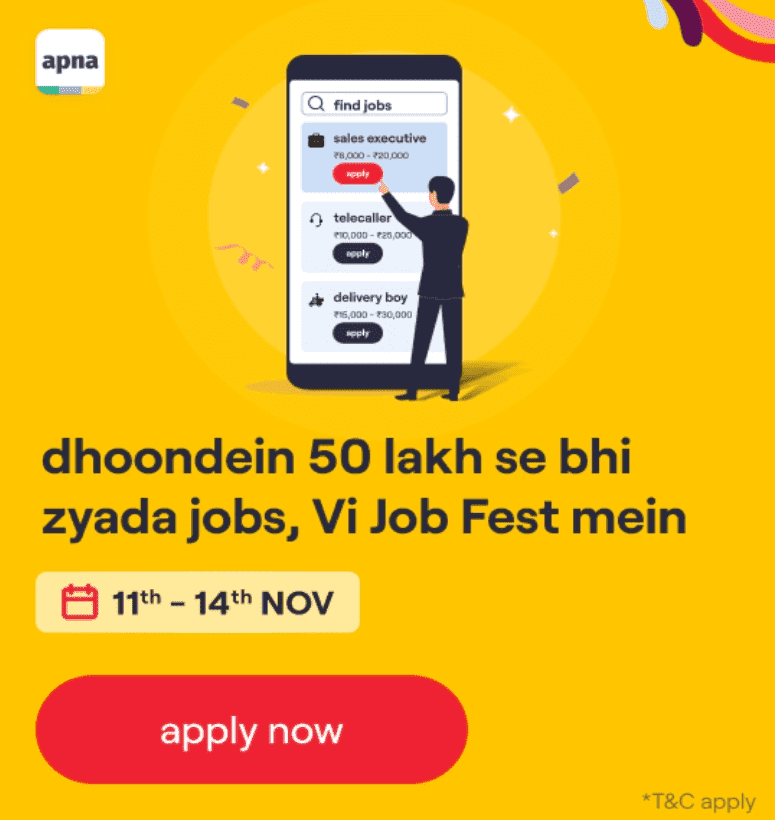 apna
find jobs
sales executive
₹8,000 - ₹20,000
apply
telecaller
₹10,000 - ₹25,000
apply
delivery boy
₹15,000 - ₹30,000
apply
dhoondein 50 lakh se bhi
zyada jobs, Vi Job Fest mein
11th - 14th NOV
apply now
*T&C apply